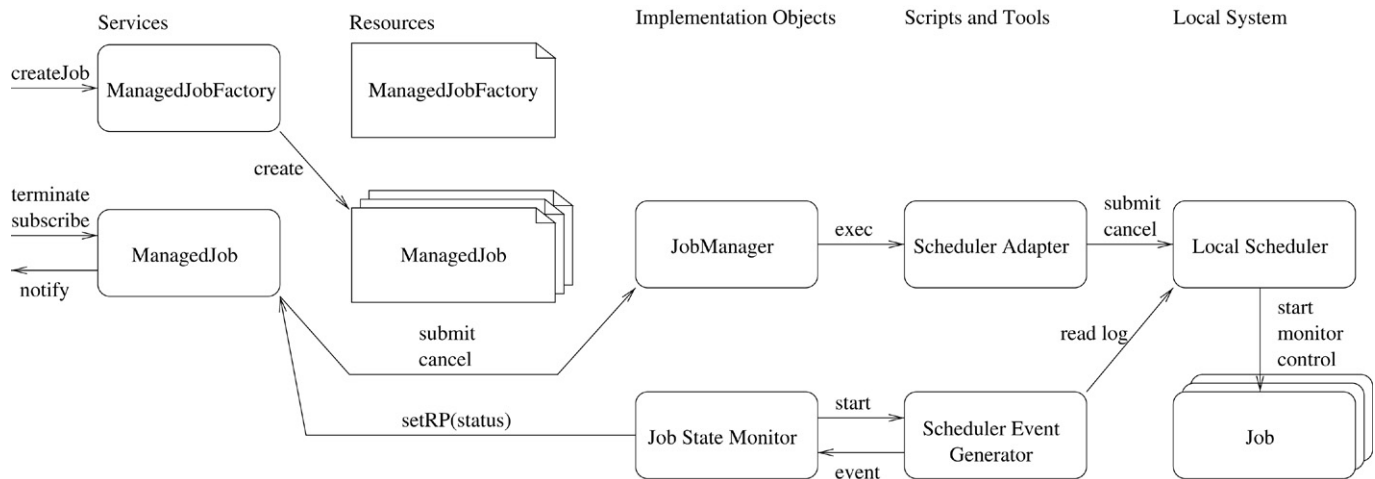 Services
Resources
Implementation Objects
Scripts and Tools
Local System
createJob
ManagedJobFactory
ManagedJobFactory
create
terminate
subscribe
ManagedJob
notify
ManagedJob
submit
cancel
JobManager
exec
Scheduler Adapter
submit
cancel
Local Scheduler
read log
start
monitor
control
setRP(status)
Job State Monitor
start
event
Scheduler Event
Generator
Job